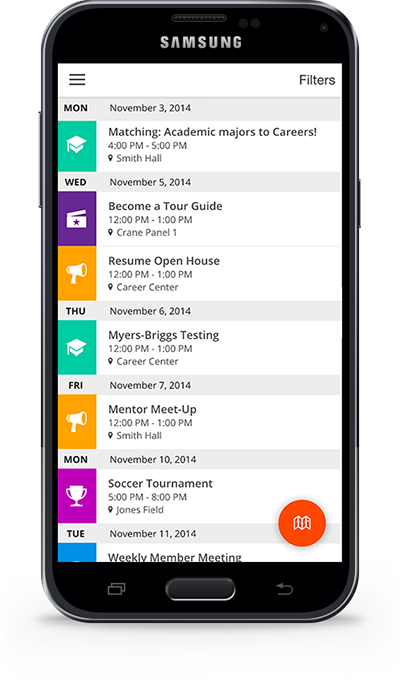 SAMSUNG
Filters
MON November 3, 2014
Matching: Academic majors to Careers!
4:00 PM - 5:00 PM
Smith Hall
WED November 5, 2014
Become a Tour Guide
12:00 PM - 1:00 PM
Crane Panel 1
Resume Open House
12:00 PM - 1:00 PM
Career Center
THU November 6, 2014
Myers-Briggs Testing
12:00 PM - 1:00 PM
Career Center
FRI November 7, 2014
Mentor Meet-Up
12:00 PM - 1:00 PM
Smith Hall
MON November 10, 2014
Soccer Tournament
5:00 PM - 8:00 PM
Jones Field
TUE November 11, 2014
Weekly Member Meeting